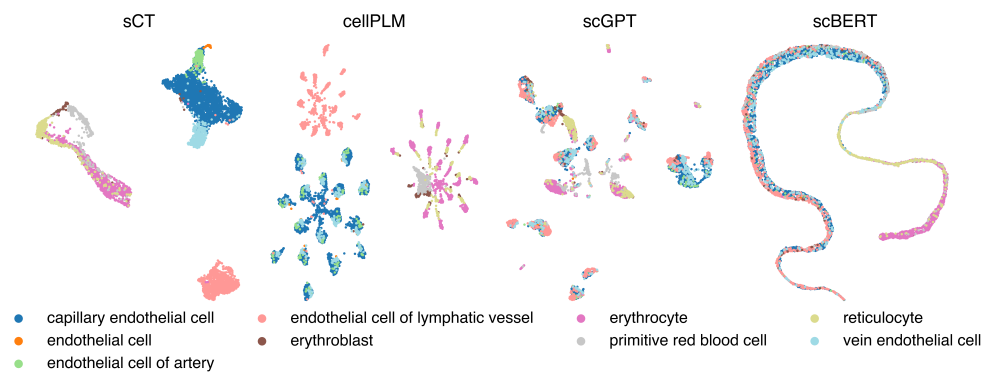 sCT cellPLM scGPT scBERT
capillary endothelial cell endothelial cell of lymphatic vessel erythrocyte reticulocyte
endothelial cell erythroblast primitive red blood cell vein endothelial cell
endothelial cell of artery